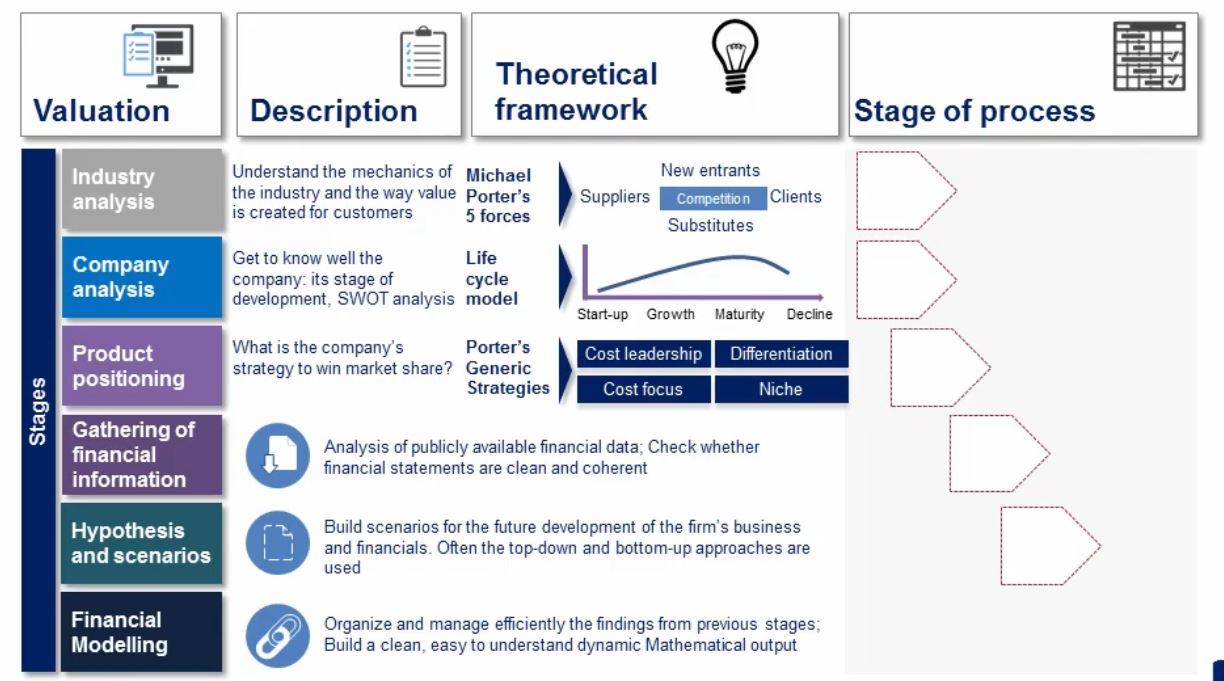 Valuation
Description
Theoretical
framework
Stage of process
Stages
Industry
analysis
Understand the mechanics of
the industry and the way value
is created for customers
Michael
Porter's
5 forces
New entrants
Suppliers
Competition
Clients
Substitutes
Company
analysis
Get to know well the
company: its stage of
development, SWOT analysis
Life
cycle
model
Start-up Growth Maturity Decline
Product
positioning
What is the company's
strategy to win market share?
Porter's
Generic
Strategies
Cost leadership
Differentiation
Cost focus
Niche
Gathering of
financial
information
Analysis of publicly available financial data; Check whether
financial statements are clean and coherent
Hypothesis
and scenarios
Build scenarios for the future development of the firm's business
and financials. Often the top-down and bottom-up approaches are
used
Financial
Modelling
Organize and manage efficiently the findings from previous stages;
Build a clean, easy to understand dynamic Mathematical output